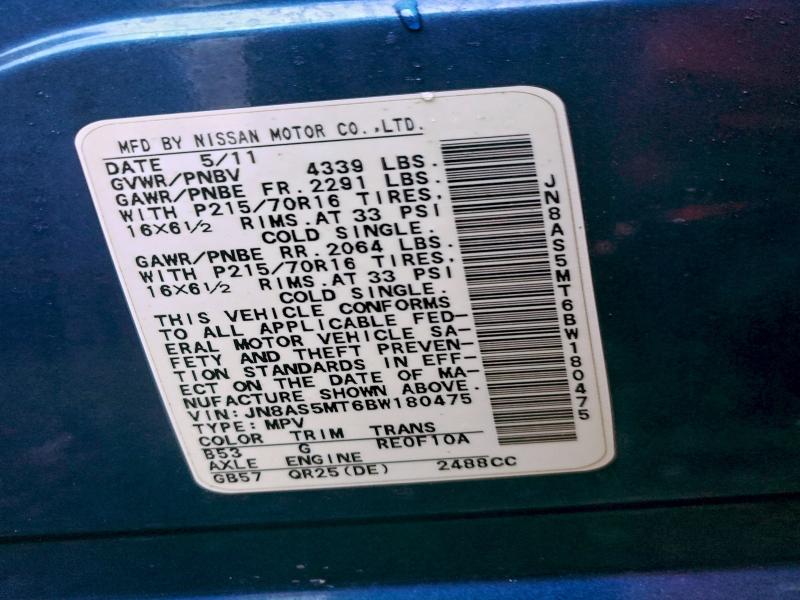 MFD BY NISSAN MOTOR CO.,LTD.
DATE 5/11
GVWR/PNBV 4339 LBS.
GAWR/PNBE FR.2291 LBS.
WITH P215/70R16 TIRES,
16X6½ RIMS.AT 33 PSI
COLD SINGLE.
GAWR/PNBE RR.2064 LBS.
WITH P215/70R16 TIRES,
16X6½ RIMS.AT 33 PSI
COLD SINGLE.
THIS VEHICLE CONFORMS
TO ALL APPLICABLE FED-
ERAL MOTOR VEHICLE SA-
FETY AND THEFT PREVEN-
TION STANDARDS IN EFF-
ECT ON THE DATE OF MA-
NUFACTURE SHOWN ABOVE.
VIN:JN8AS5MT6BW180475
TYPE:MPV
COLOR TRIM TRANS
B53 G RE0F10A
AXLE ENGINE
GB57 QR25(DE) 2488CC
JN8AS5MT6BW180475